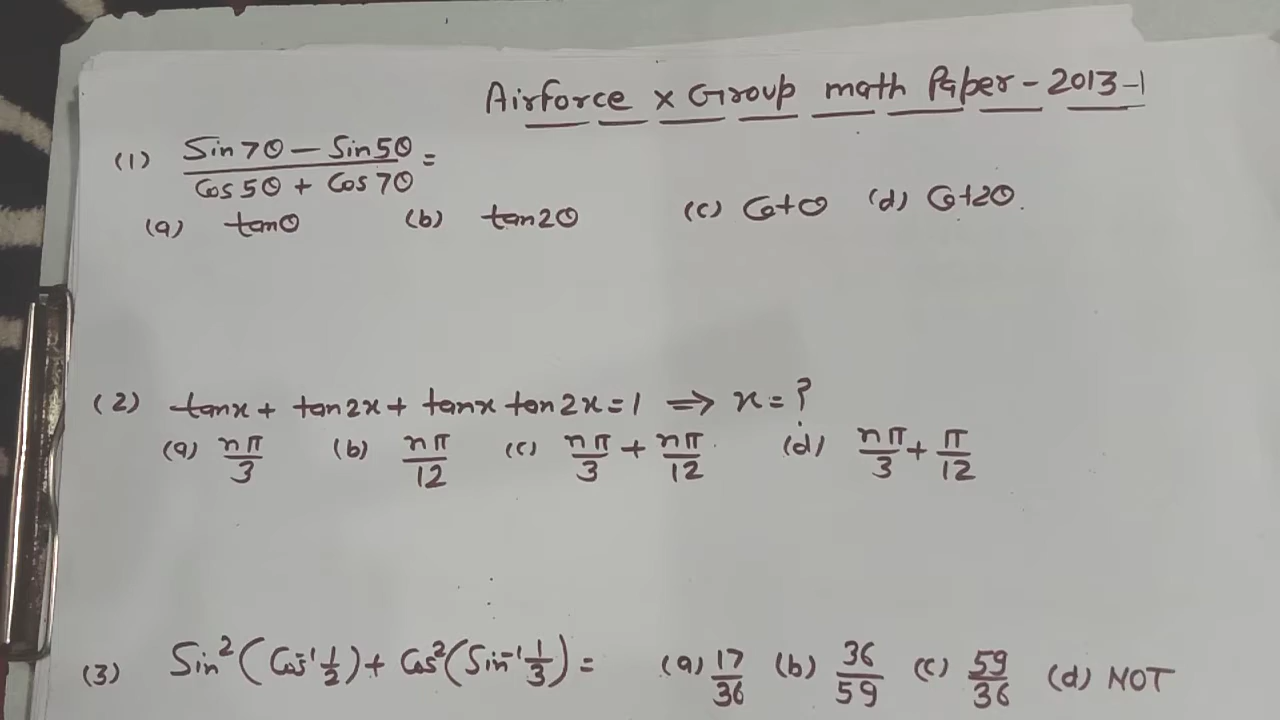 Airforce x Group math Paper - 2013-1
(1) (Sin7θ - Sin5θ)/(Cos5θ + Cos7θ) =
(a) tanθ (b) tan2θ (c) Cotθ (d) Cot2θ.
(2) tanx + tan2x + tanx tan2x = 1 ⇒ x = ?
(a) nπ/3 (b) nπ/12 (c) nπ/3 + nπ/12. (d) nπ/3 + π/12
(3) Sin²(Cos⁻¹ 1/2) + Cos²(Sin⁻¹ 1/3) = (a) 17/36 (b) 36/59 (c) 59/36 (d) NOT